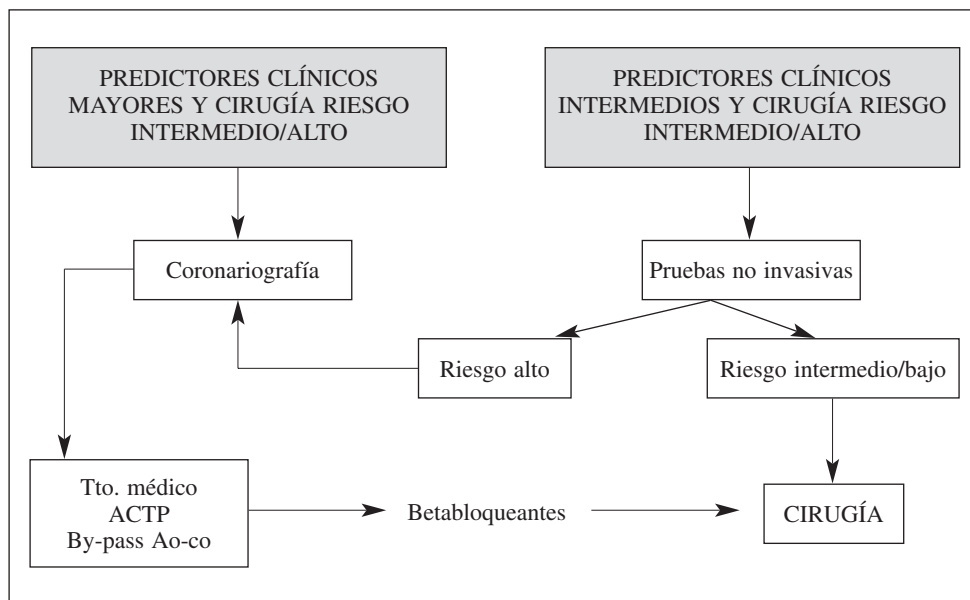 PREDICTORES CLÍNICOS
MAYORES Y CIRUGÍA RIESGO
INTERMEDIO/ALTO
PREDICTORES CLÍNICOS
INTERMEDIOS Y CIRUGÍA RIESGO
INTERMEDIO/ALTO
Coronariografía
Pruebas no invasivas
Riesgo alto
Riesgo intermedio/bajo
Tto. médico
ACTP
By-pass Ao-co
Betabloqueantes
CIRUGÍA